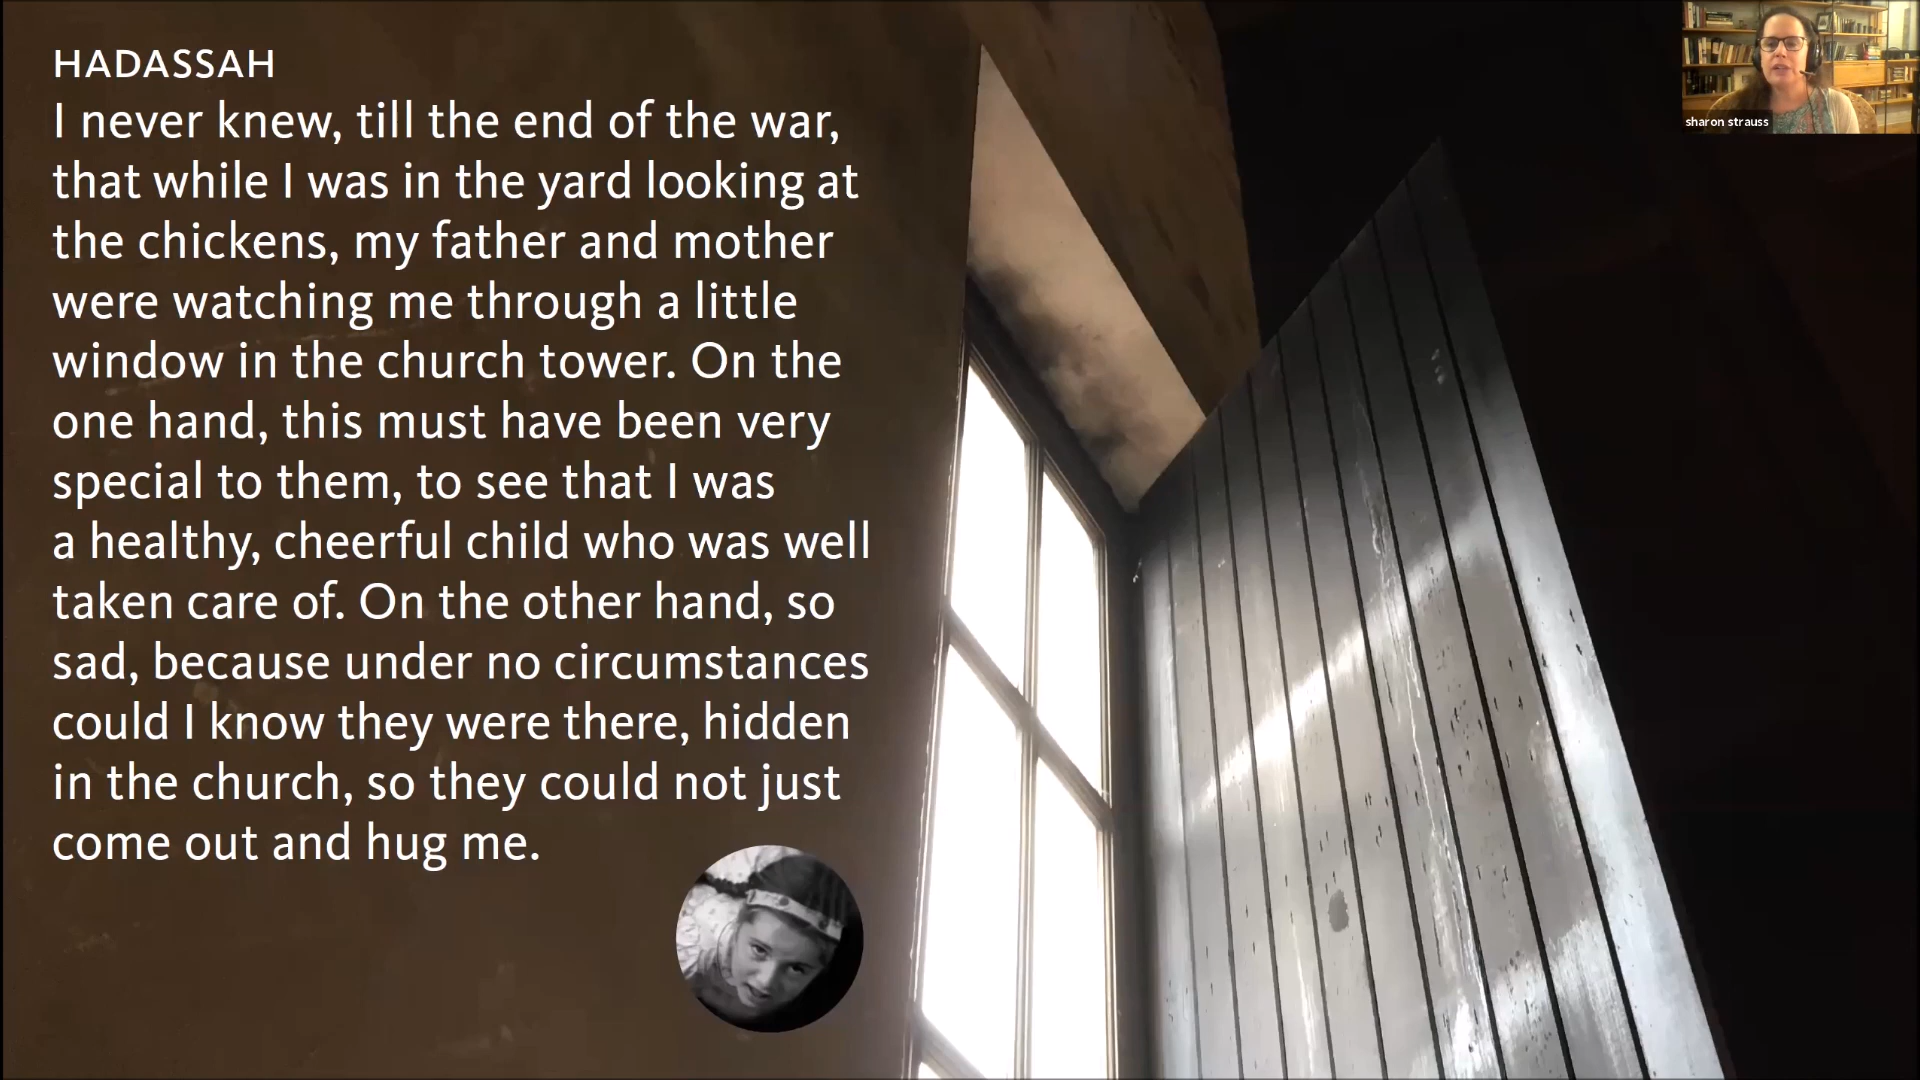 HADASSAH
I never knew, till the end of the war,
that while I was in the yard looking at
the chickens, my father and mother
were watching me through a little
window in the church tower. On the
one hand, this must have been very
special to them, to see that I was
a healthy, cheerful child who was well
taken care of. On the other hand, so
sad, because under no circumstances
could I know they were there, hidden
in the church, so they could not just
come out and hug me.
sharon strauss